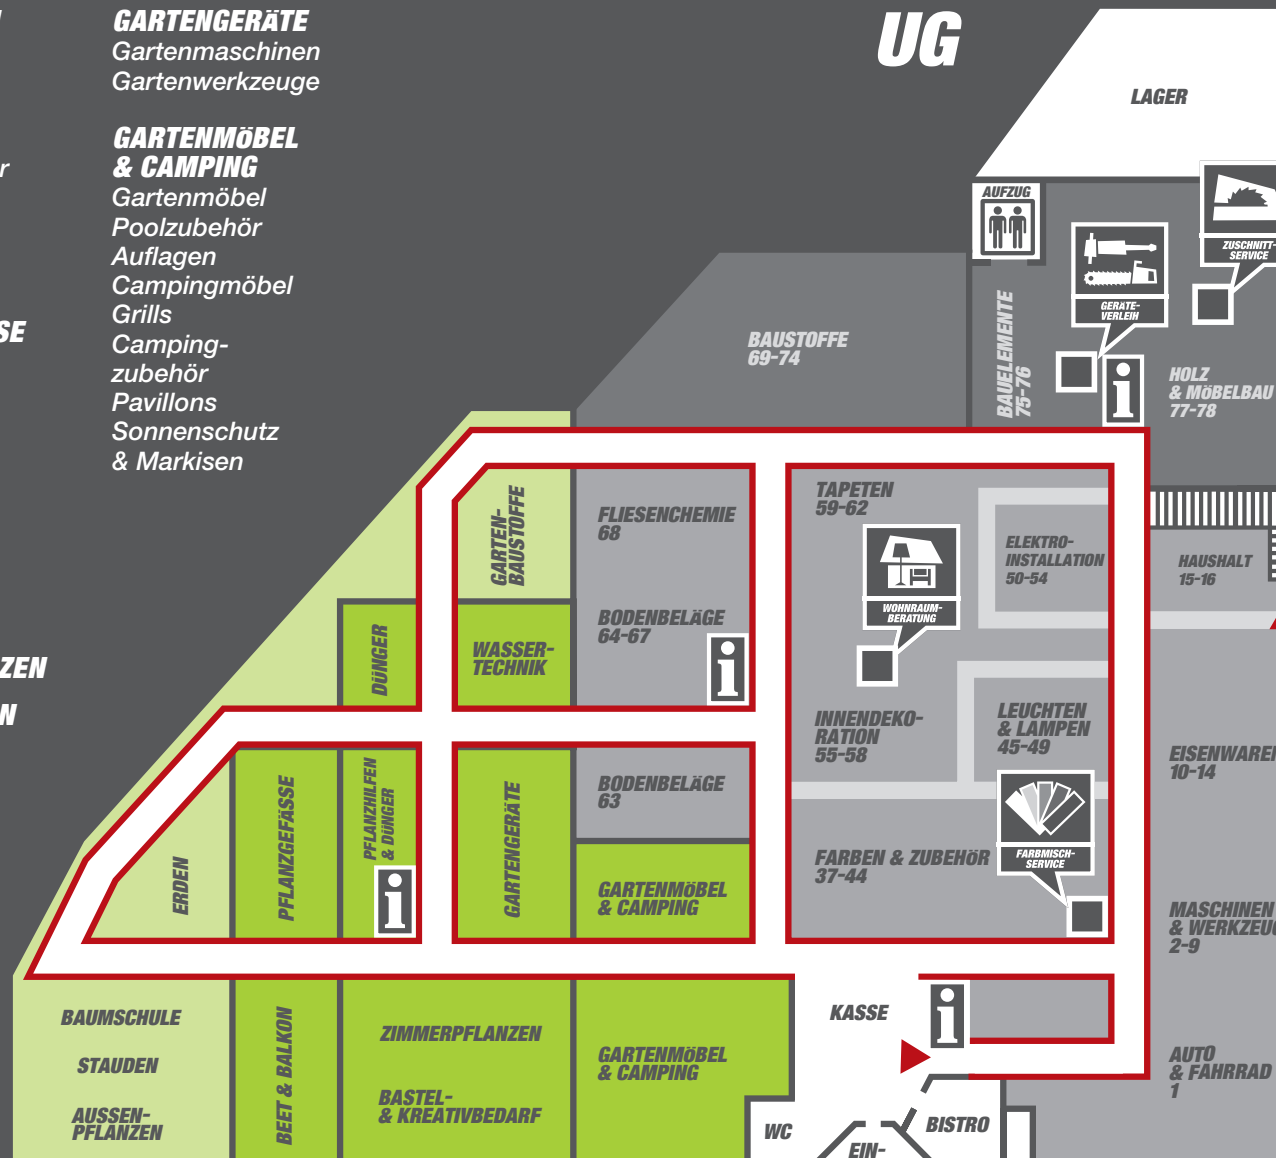 GARTENGERÄTE
Gartenmaschinen
Gartenwerkzeuge
GARTENMÖBEL
& CAMPING
Gartenmöbel
Poolzubehör
Auflagen
Campingmöbel
Grills
Camping-
zubehör
Pavillons
Sonnenschutz
& Markisen
UG
LAGER
AUFZUG
ZUSCHNITT-
SERVICE
GERÄTE-
VERLEIH
BAUSTOFFE
69-74
BAUELEMENTE
75-76
HOLZ
& MÖBELBAU
77-78
GARTEN-
BAUSTOFFE
FLIESENCHEMIE
68
TAPETEN
59-62
ELEKTRO-
INSTALLATION
50-54
HAUSHALT
15-16
WOHNRAUM-
BERATUNG
BODENBELÄGE
64-67
DÜNGER
WASSER-
TECHNIK
INNENDEKO-
RATION
55-58
LEUCHTEN
& LAMPEN
45-49
EISENWAREN
10-14
ERDEN
PFLANZGEFÄSSE
PFLANZHILFEN
& DÜNGER
GARTENGERÄTE
BODENBELÄGE
63
GARTENMÖBEL
& CAMPING
FARBEN & ZUBEHÖR
37-44
FARBMISCH-
SERVICE
MASCHINEN
& WERKZEUG
2-9
BAUMSCHULE
STAUDEN
AUSSEN-
PFLANZEN
BEET & BALKON
ZIMMERPFLANZEN
BASTEL-
& KREATIVBEDARF
GARTENMÖBEL
& CAMPING
KASSE
AUTO
& FAHRRAD
1
WC
BISTRO
EIN-